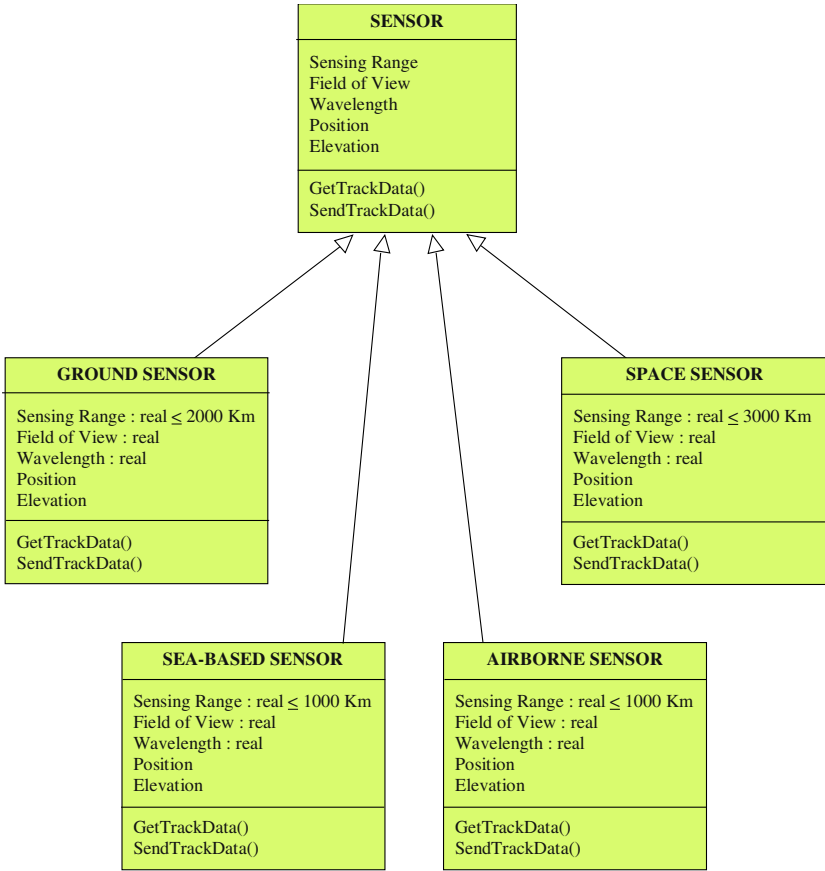 SENSOR
Sensing Range
Field of View
Wavelength
Position
Elevation
GetTrackData()
SendTrackData()
GROUND SENSOR
Sensing Range : real ≤ 2000 Km
Field of View : real
Wavelength : real
Position
Elevation
GetTrackData()
SendTrackData()
SPACE SENSOR
Sensing Range : real ≤ 3000 Km
Field of View : real
Wavelength : real
Position
Elevation
GetTrackData()
SendTrackData()
SEA-BASED SENSOR
Sensing Range : real ≤ 1000 Km
Field of View : real
Wavelength : real
Position
Elevation
GetTrackData()
SendTrackData()
AIRBORNE SENSOR
Sensing Range : real ≤ 1000 Km
Field of View : real
Wavelength : real
Position
Elevation
GetTrackData()
SendTrackData()